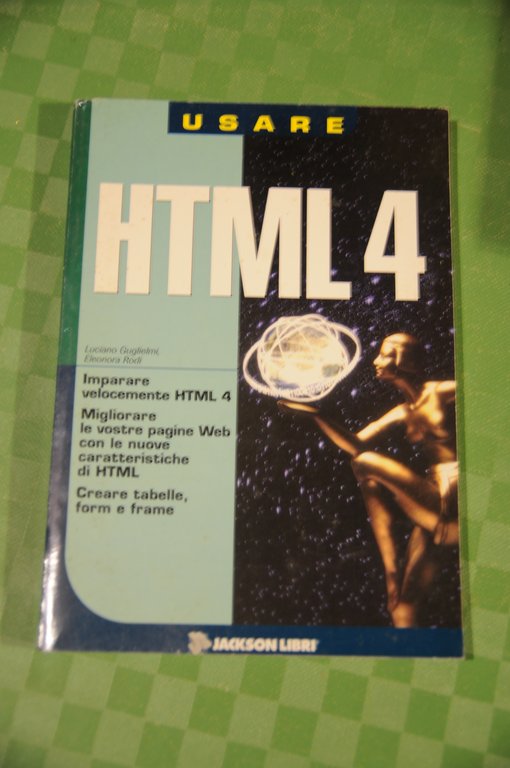 USARE
HTML 4
Luciano Guglielmi,
Eleonora Rodi
Imparare
velocemente HTML 4
Migliorare
le vostre pagine Web
con le nuove
caratteristiche
di HTML
Creare tabelle,
form e frame
JACKSON LIBRI